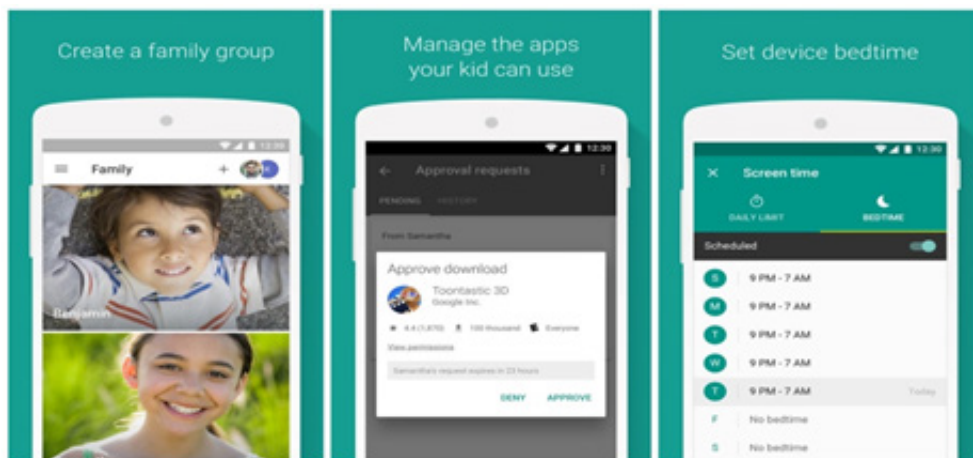 Create a family group
12:30
Family
+
K
Benjamin
Manage the apps
your kid can use
12:30
Approval requests
PENDING HISTORY
From Samantha
Approve download
Toontastic 3D
Google Inc.
4.4 (1,870) 100 thousand Everyone
View permissions
Samantha's request expires in 23 hours
DENY APPROVE
Set device bedtime
12:30
Screen time
DAILY LIMIT BEDTIME
Scheduled
S 9 PM - 7 AM
M 9 PM - 7 AM
T 9 PM - 7 AM
W 9 PM - 7 AM
T 9 PM - 7 AM Today
F No bedtime
S No bedtime